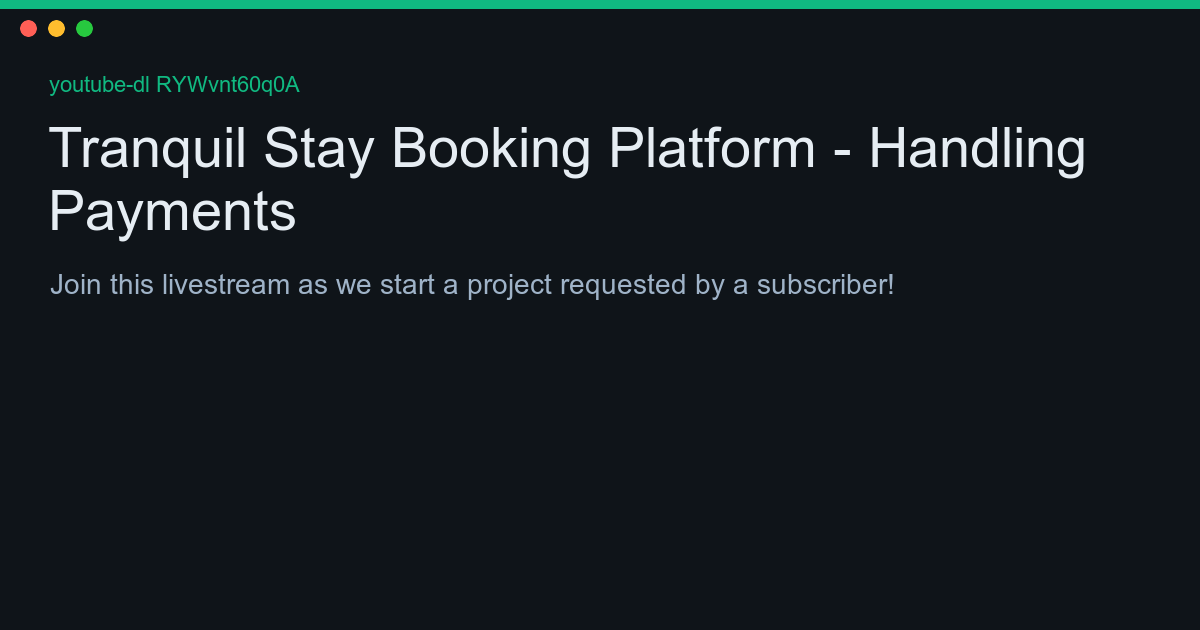 youtube-dl RYWvnt60q0A
Tranquil Stay Booking Platform - Handling
Payments
Join this livestream as we start a project requested by a subscriber!